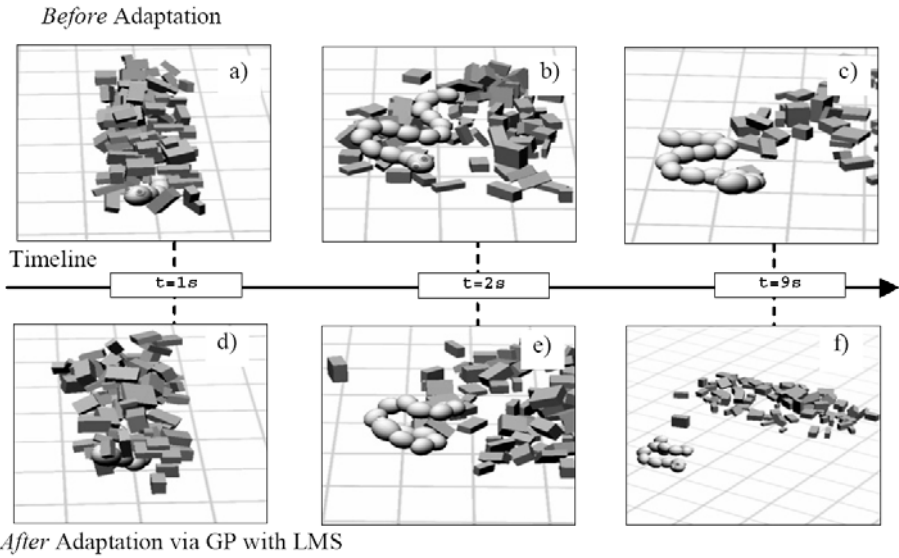 Before Adaptation
a)
b)
c)
Timeline
t=1s
t=2s
t=9s
d)
e)
f)
After Adaptation via GP with LMS